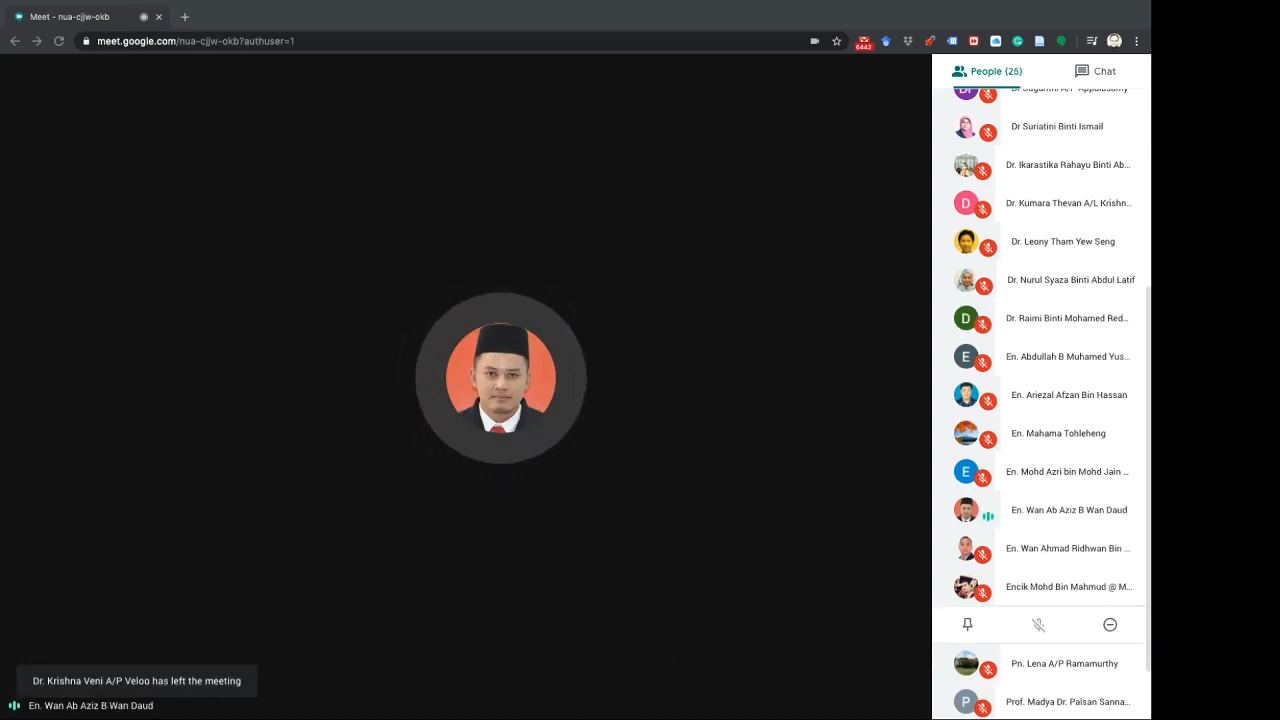 Meet - nua-cjjw-okb
meet.google.com/nua-cjjw-okb?authuser=1
6442
People (25)
Chat
Dr Suganthi A/P Appalasamy
Dr Suriatini Binti Ismail
Dr. Ikarastika Rahayu Binti Ab...
D
Dr. Kumara Thevan A/L Krishn...
Dr. Leony Tham Yew Seng
Dr. Nurul Syaza Binti Abdul Latif
D
Dr. Raimi Binti Mohamed Red...
E
En. Abdullah B Muhamed Yus...
En. Ariezal Afzan Bin Hassan
En. Mahama Tohleheng
E
En. Mohd Azri bin Mohd Jain ...
En. Wan Ab Aziz B Wan Daud
En. Wan Ahmad Ridhwan Bin ...
Encik Mohd Bin Mahmud @ M...
Pn. Lena A/P Ramamurthy
P
Prof. Madya Dr. Palsan Sanna...
Dr. Krishna Veni A/P Veloo has left the meeting
En. Wan Ab Aziz B Wan Daud